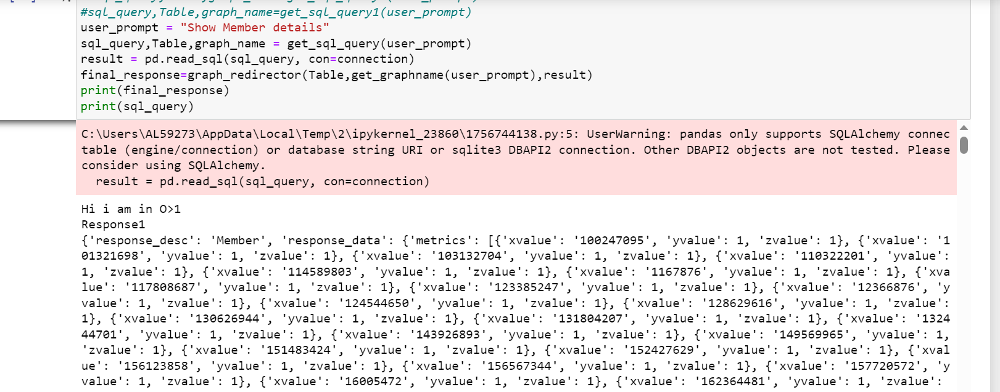 #sql_query,Table,graph_name=get_sql_query1(user_prompt)
user_prompt = "Show Member details"
sql_query,Table,graph_name = get_sql_query(user_prompt)
result = pd.read_sql(sql_query, con=connection)
final_response=graph_redirector(Table,get_graphname(user_prompt),result)
print(final_response)
print(sql_query)
C:\Users\AL59273\AppData\Local\Temp\2\ipykernel_23860\1756744138.py:5: UserWarning: pandas only supports SQLAlchemy connec
table (engine/connection) or database string URI or sqlite3 DBAPI2 connection. Other DBAPI2 objects are not tested. Please
consider using SQLAlchemy.
  result = pd.read_sql(sql_query, con=connection)
Hi i am in O>1
Response1
{'response_desc': 'Member', 'response_data': {'metrics': [{'xvalue': '100247095', 'yvalue': 1, 'zvalue': 1}, {'xvalue': '1
01321698', 'yvalue': 1, 'zvalue': 1}, {'xvalue': '103132704', 'yvalue': 1, 'zvalue': 1}, {'xvalue': '110322201', 'yvalue':
1, 'zvalue': 1}, {'xvalue': '114589803', 'yvalue': 1, 'zvalue': 1}, {'xvalue': '1167876', 'yvalue': 1, 'zvalue': 1}, {'xva
lue': '117808687', 'yvalue': 1, 'zvalue': 1}, {'xvalue': '123385247', 'yvalue': 1, 'zvalue': 1}, {'xvalue': '12366876', 'y
value': 1, 'zvalue': 1}, {'xvalue': '124544650', 'yvalue': 1, 'zvalue': 1}, {'xvalue': '128629616', 'yvalue': 1, 'zvalue':
1}, {'xvalue': '130626944', 'yvalue': 1, 'zvalue': 1}, {'xvalue': '131804207', 'yvalue': 1, 'zvalue': 1}, {'xvalue': '1324
44701', 'yvalue': 1, 'zvalue': 1}, {'xvalue': '143926893', 'yvalue': 1, 'zvalue': 1}, {'xvalue': '149569965', 'yvalue': 1,
'zvalue': 1}, {'xvalue': '151483424', 'yvalue': 1, 'zvalue': 1}, {'xvalue': '152427629', 'yvalue': 1, 'zvalue': 1}, {'xval
ue': '156123858', 'yvalue': 1, 'zvalue': 1}, {'xvalue': '156567344', 'yvalue': 1, 'zvalue': 1}, {'xvalue': '157720572', 'y
value': 1, 'zvalue': 1}, {'xvalue': '16005472', 'yvalue': 1, 'zvalue': 1}, {'xvalue': '162364481', 'yvalue': 1, 'zvalue':